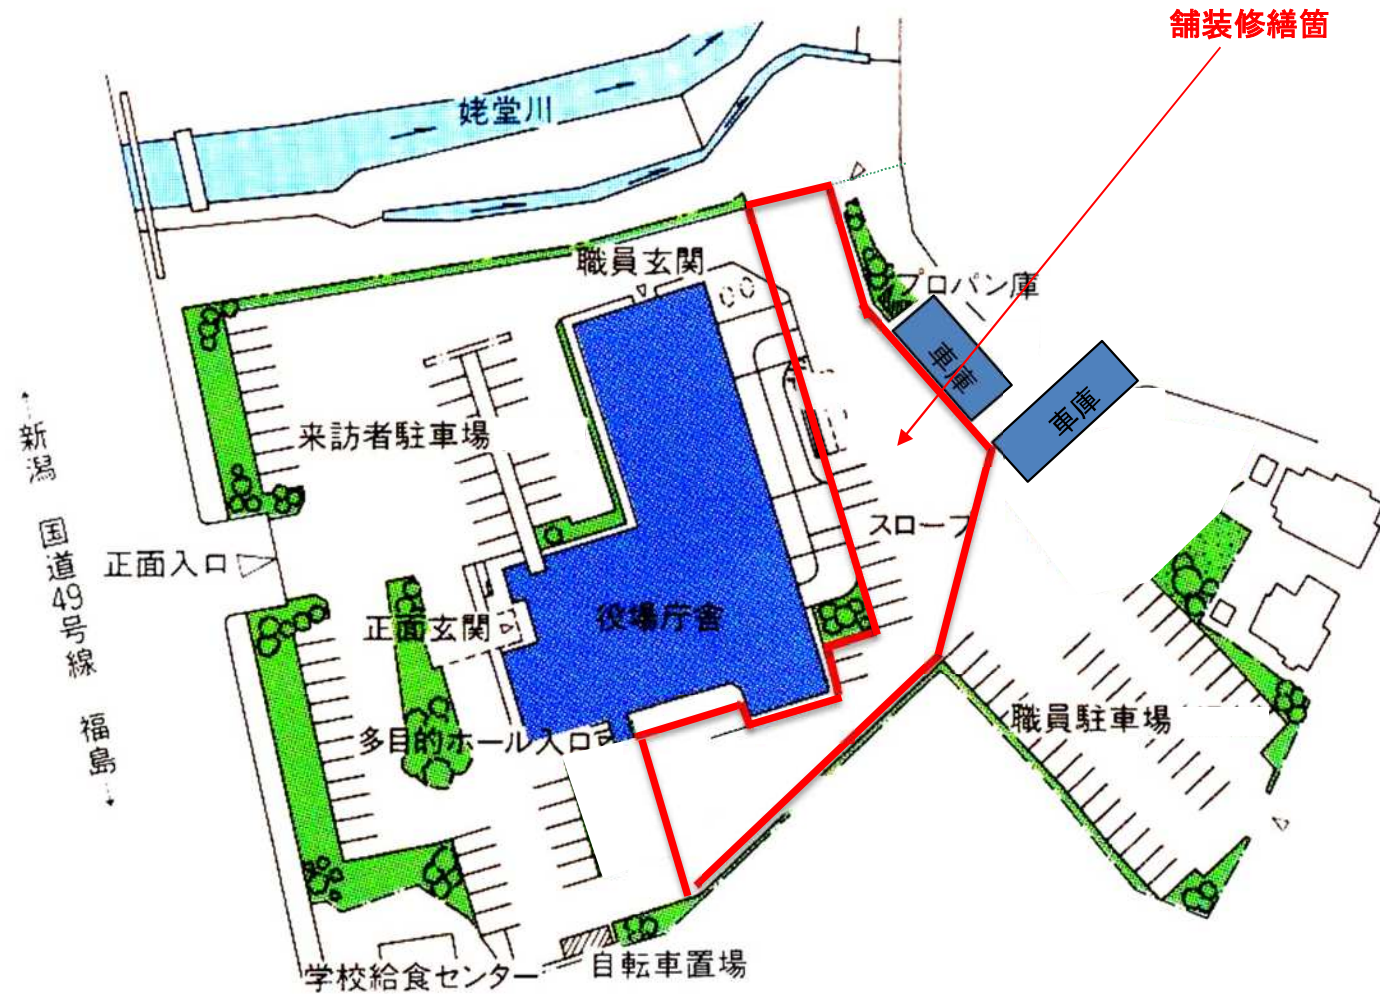 舗装修繕箇
姥堂川
職員玄関
プロパン庫
車庫
車庫
来訪者駐車場
新潟 国道49号線 福島
スロープ
正面入口
正面玄関
役場庁舎
職員駐車場
多目的ホール入口
自転車置場
学校給食センター